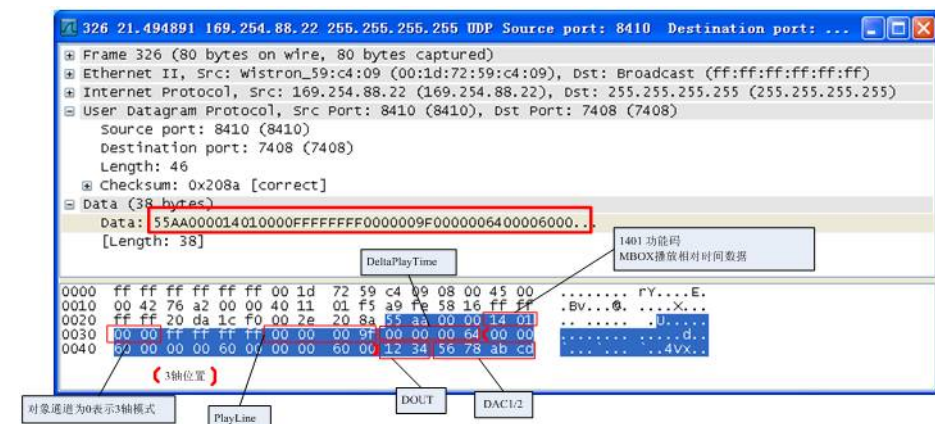 326 21.494891 169.254.88.22 255.255.255.255 UDP Source port: 8410 Destination port: ...
Frame 326 (80 bytes on wire, 80 bytes captured)
Ethernet II, Src: Wistron_59:c4:09 (00:1d:72:59:c4:09), Dst: Broadcast (ff:ff:ff:ff:ff:ff)
Internet Protocol, Src: 169.254.88.22 (169.254.88.22), Dst: 255.255.255.255 (255.255.255.255)
User Datagram Protocol, Src Port: 8410 (8410), Dst Port: 7408 (7408)
Source port: 8410 (8410)
Destination port: 7408 (7408)
Length: 46
Checksum: 0x208a [correct]
Data (38 bytes)
Data: 55AA000014010000FFFFFFFF0000009F0000006400006000...
[Length: 38]
1401 功能码
MBOX播放相对时间数据
DeltaPlayTime
0000 ff ff ff ff ff ff 00 1d 72 59 c4 09 08 00 45 00 ........ rY....E.
0010 00 42 76 a2 00 00 40 11 01 f5 a9 fe 58 16 ff ff .Bv...@. ....X...
0020 ff ff 20 da 1c f0 00 2e 20 8a 55 aa 00 00 14 01 .. ..... .U.....
0030 00 00 ff ff ff ff 00 00 00 9f 00 00 00 64 00 00 ........ .....d..
0040 60 00 00 00 60 00 00 00 60 00 12 34 56 78 ab cd ..4Vx..
(3轴位置)
对象通道为0表示3轴模式
PlayLine
DOUT
DAC1/2